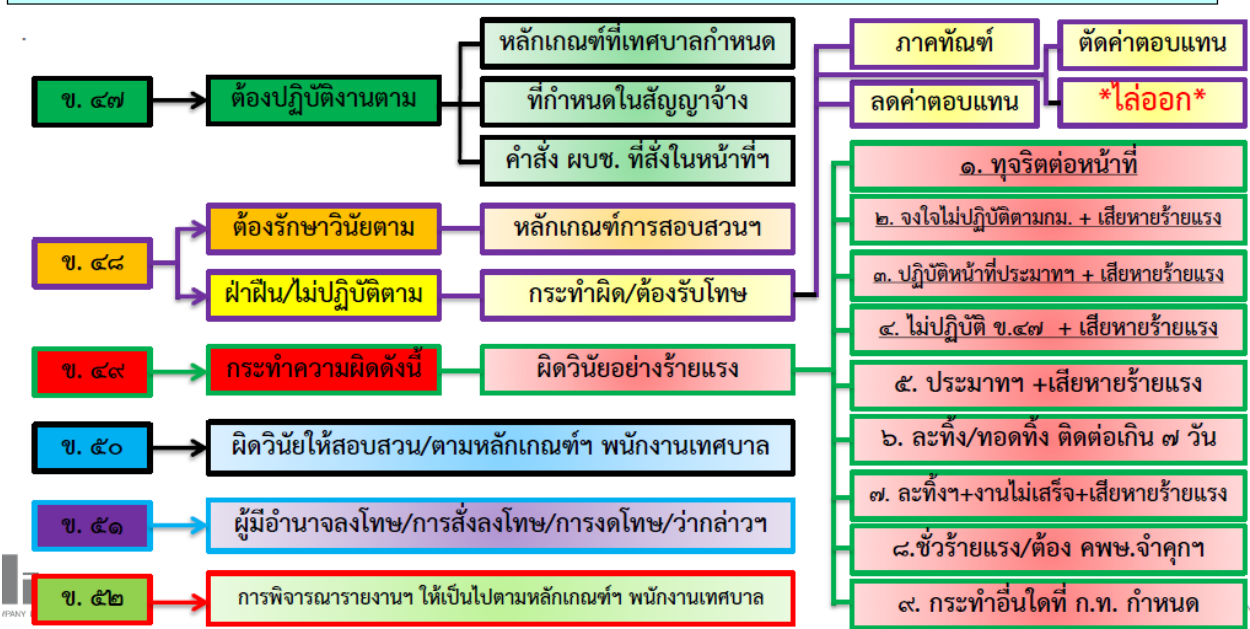 ข. ๔๗
ต้องปฏิบัติงานตาม
หลักเกณฑ์ที่เทศบาลกำหนด
ที่กำหนดในสัญญาจ้าง
คำสั่ง ผบช. ที่สั่งในหน้าที่ฯ
ข. ๔๘
ต้องรักษาวินัยตาม
หลักเกณฑ์การสอบสวนฯ
ฝ่าฝืน/ไม่ปฏิบัติตาม
กระทำผิด/ต้องรับโทษ
ภาคทัณฑ์
ตัดค่าตอบแทน
ลดค่าตอบแทน
*ไล่ออก*
ข. ๔๙
กระทำความผิดดังนี้
ผิดวินัยอย่างร้ายแรง
๑. ทุจริตต่อหน้าที่
๒. จงใจไม่ปฏิบัติตามกม. + เสียหายร้ายแรง
๓. ปฏิบัติหน้าที่ประมาทฯ + เสียหายร้ายแรง
๔. ไม่ปฏิบัติ ข.๔๗ + เสียหายร้ายแรง
๕. ประมาทฯ +เสียหายร้ายแรง
๖. ละทิ้ง/ทอดทิ้ง ติดต่อเกิน ๗ วัน
๗. ละทิ้งฯ+งานไม่เสร็จ+เสียหายร้ายแรง
๘.ชั่วร้ายแรง/ต้อง คพษ.จำคุกฯ
๙. กระทำอื่นใดที่ ก.ท. กำหนด
ข. ๕๐
ผิดวินัยให้สอบสวน/ตามหลักเกณฑ์ฯ พนักงานเทศบาล
ข. ๕๑
ผู้มีอำนาจลงโทษ/การสั่งลงโทษ/การงดโทษ/ว่ากล่าวฯ
ข. ๕๒
การพิจารณารายงานฯ ให้เป็นไปตามหลักเกณฑ์ฯ พนักงานเทศบาล